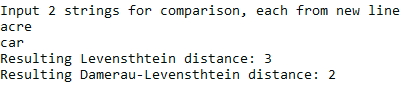 Input 2 strings for comparison, each from new line
acre
car
Resulting Levensthtein distance: 3
Resulting Damerau-Levensthtein distance: 2